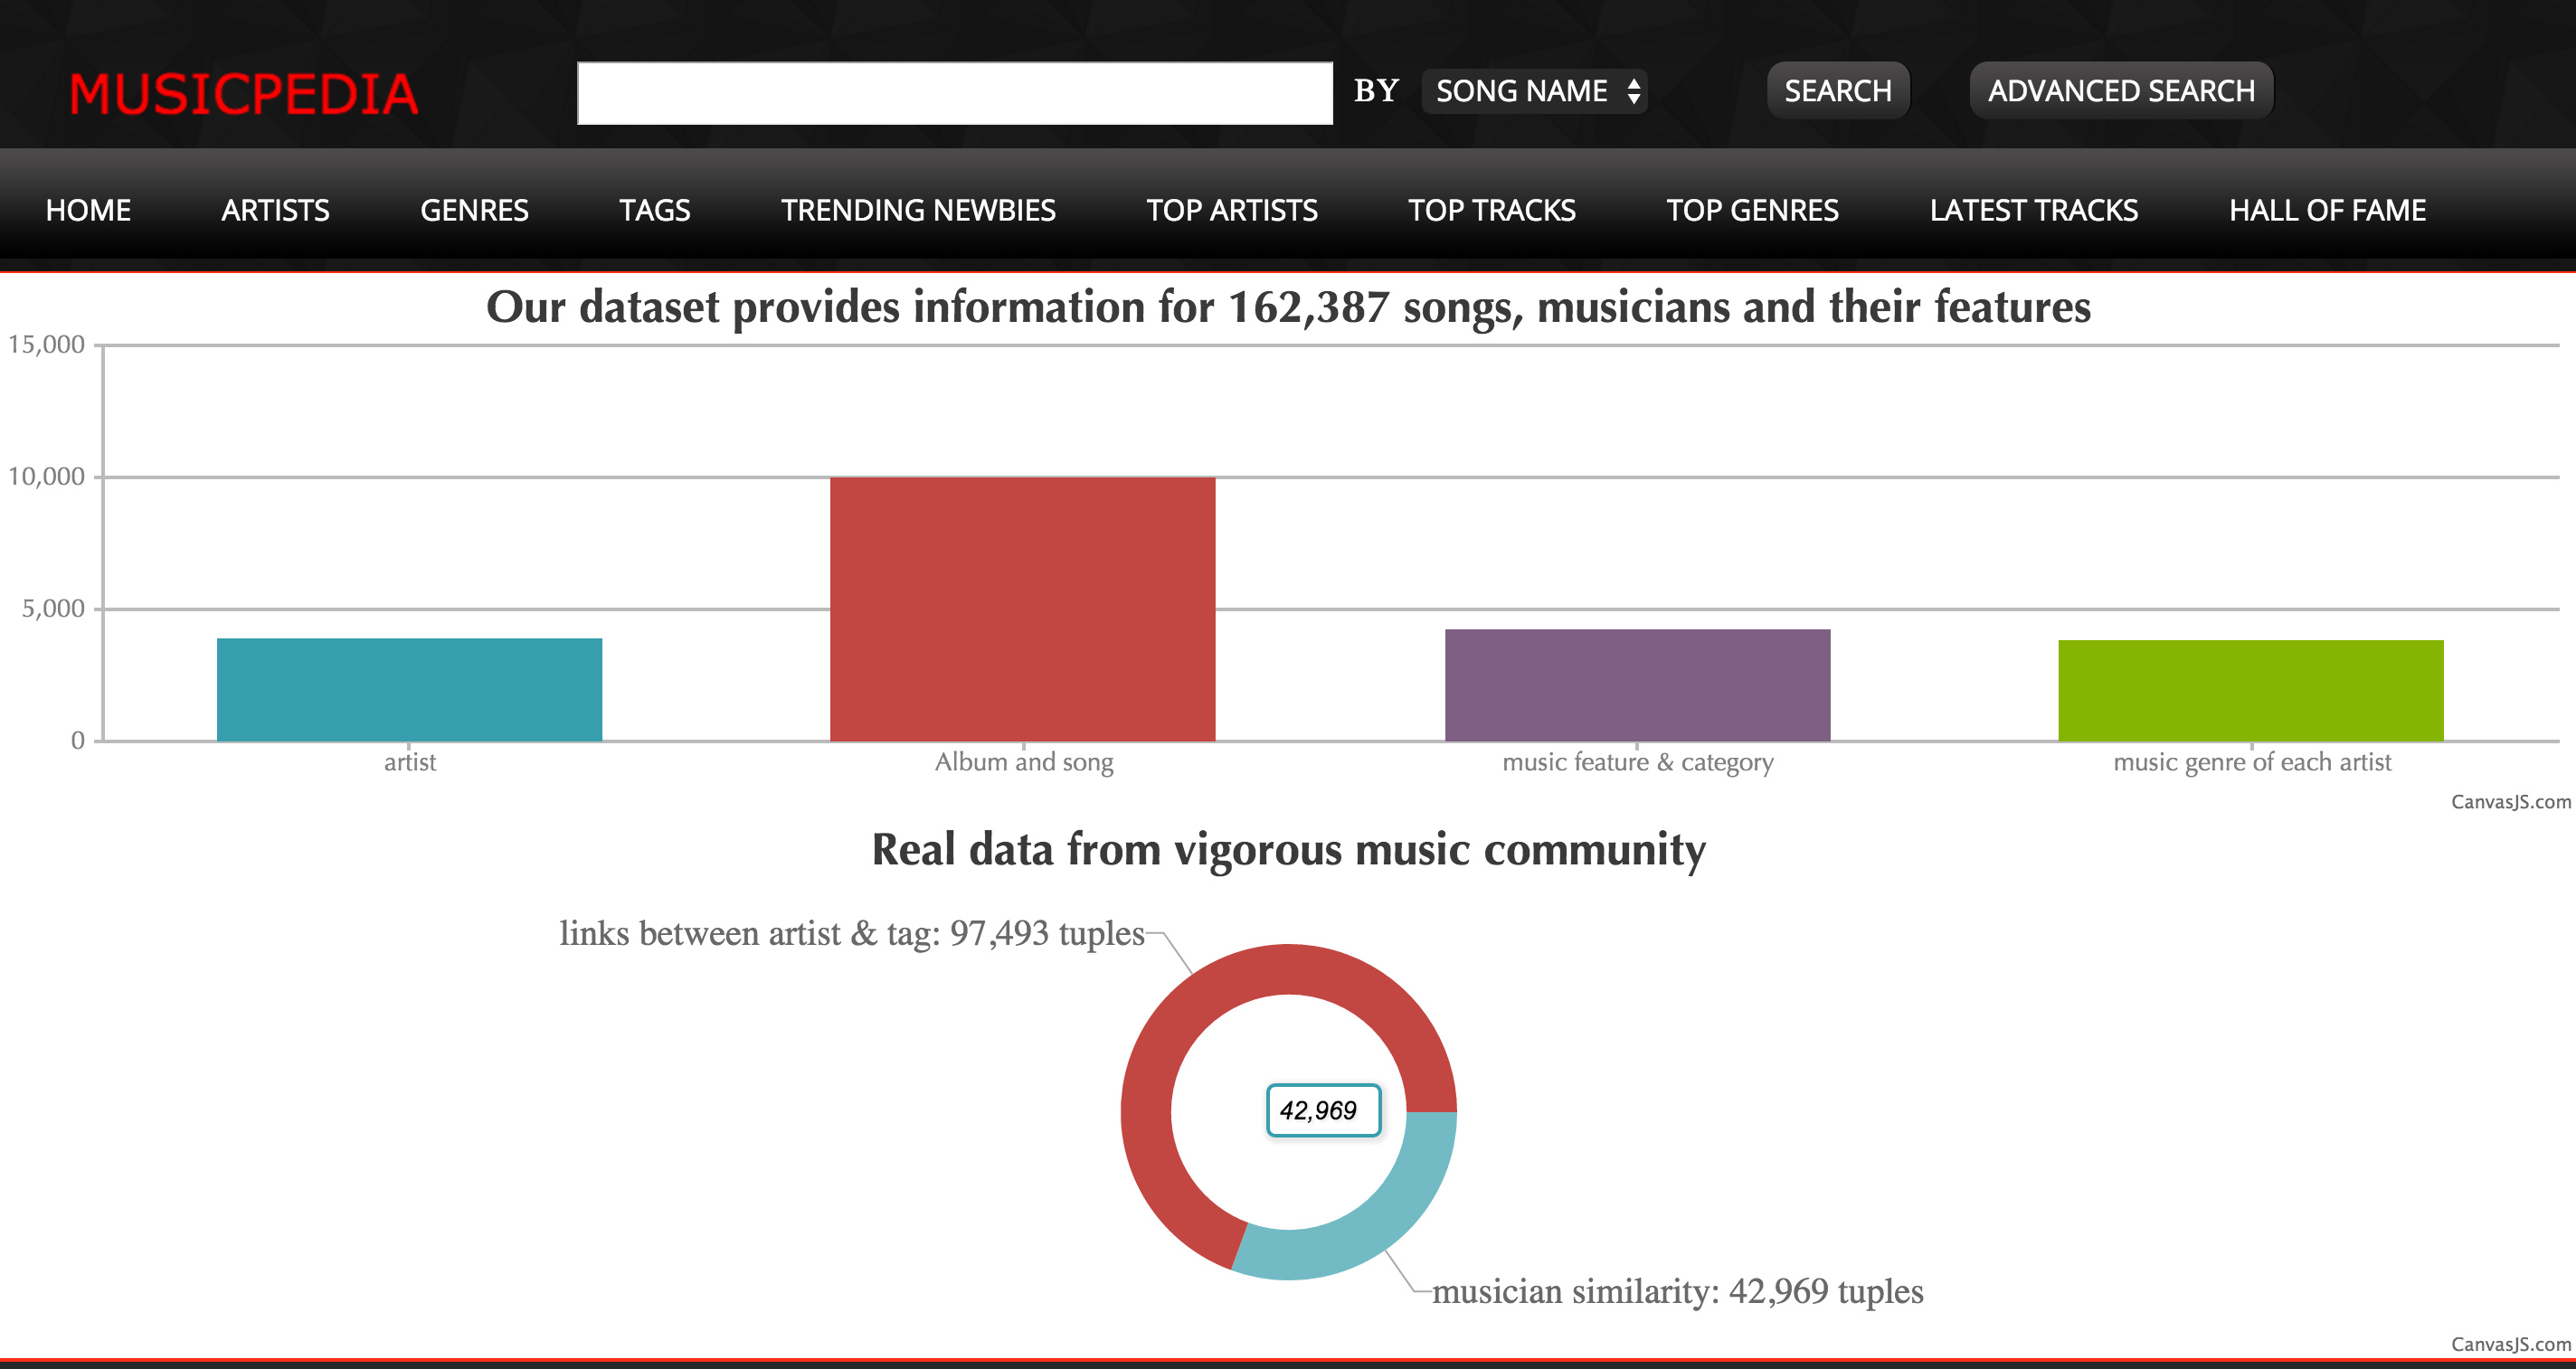 MUSICPEDIA
BY SONG NAME SEARCH ADVANCED SEARCH
HOME ARTISTS GENRES TAGS TRENDING NEWBIES TOP ARTISTS TOP TRACKS TOP GENRES LATEST TRACKS HALL OF FAME
Our dataset provides information for 162,387 songs, musicians and their features
15,000
10,000
5,000
0
artist Album and song music feature & category music genre of each artist
CanvasJS.com
Real data from vigorous music community
links between artist & tag: 97,493 tuples
42,969
musician similarity: 42,969 tuples
CanvasJS.com